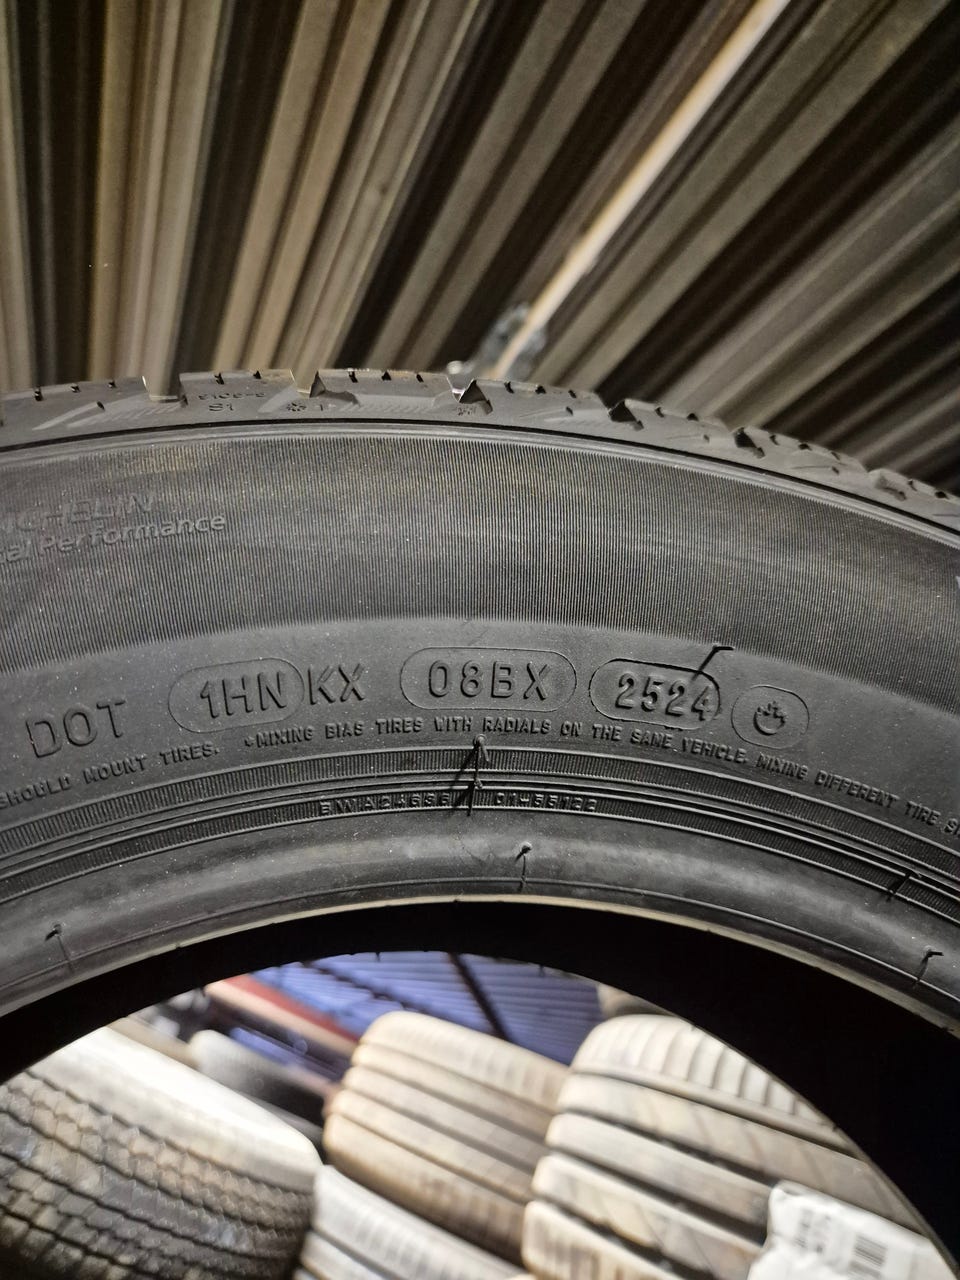 S1
MICHELIN
Performance
DOT 1HN KX 08BX 2524
SHOULD MOUNT TIRES. •MIXING BIAS TIRES WITH RADIALS ON THE SAME VEHICLE. MIXING DIFFERENT TIRE